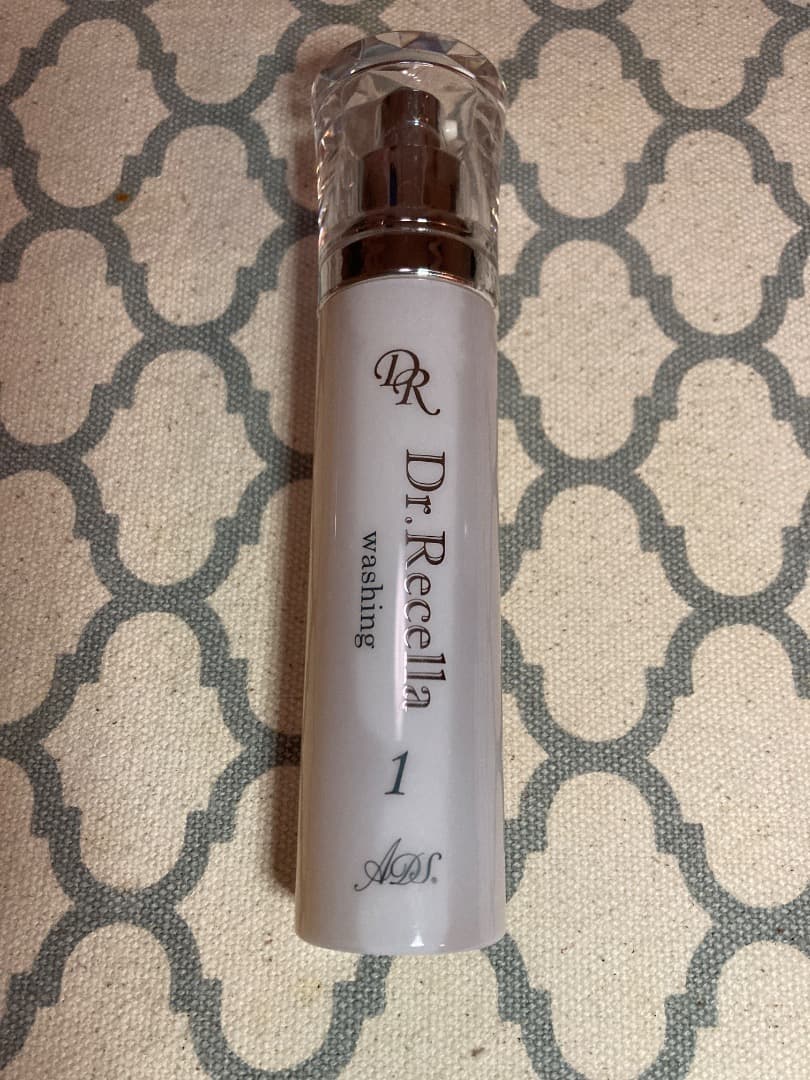 DR
Dr.Recella
washing
1
ADS®